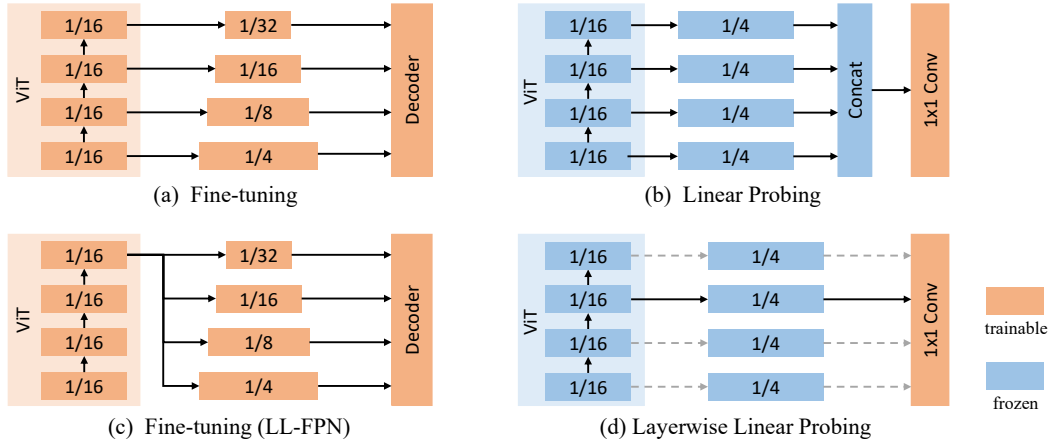 ViT
1/16
1/32
1/16
1/16
1/16
1/8
1/16
1/4
Decoder
(a) Fine-tuning
ViT
1/16
1/4
1/16
1/4
1/16
1/4
1/16
1/4
Concat
1x1 Conv
(b) Linear Probing
ViT
1/16
1/32
1/16
1/16
1/16
1/8
1/16
1/4
Decoder
(c) Fine-tuning (LL-FPN)
ViT
1/16
1/4
1/16
1/4
1/16
1/4
1/16
1/4
1x1 Conv
(d) Layerwise Linear Probing
trainable
frozen